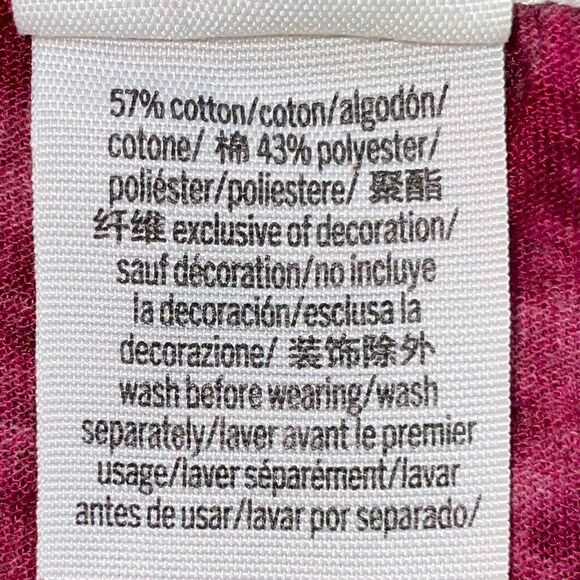 57% cotton/coton/algodón/
cotone/ 棉 43% polyester/
poliéster/poliestere/ 聚酯
纤维 exclusive of decoration/
sauf décoration/no incluye
la decoración/esclusa la
decorazione/ 装饰除外
wash before wearing/wash
separately/laver avant le premier
usage/laver séparément/lavar
antes de usar/lavar por separado/